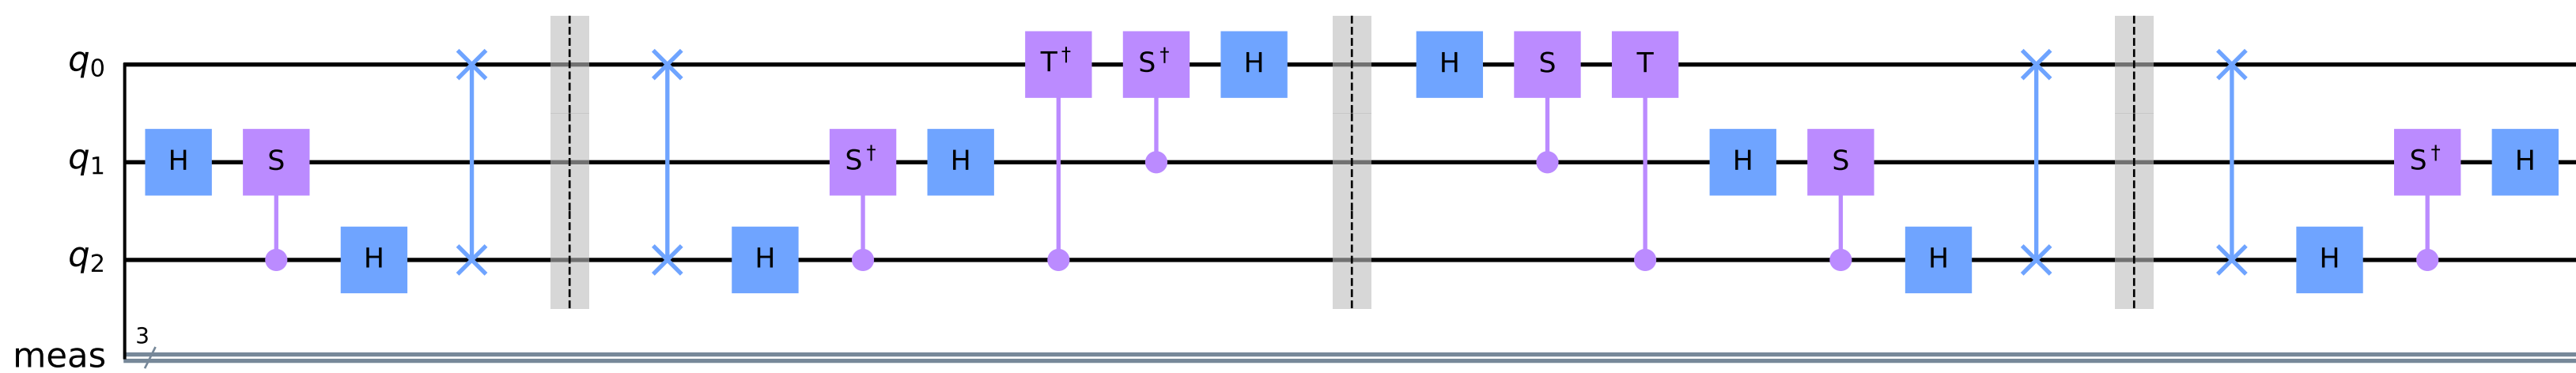 q0 T† S† H H S T
q1 H S S† H H S S† H
q2 H H H H
meas 3